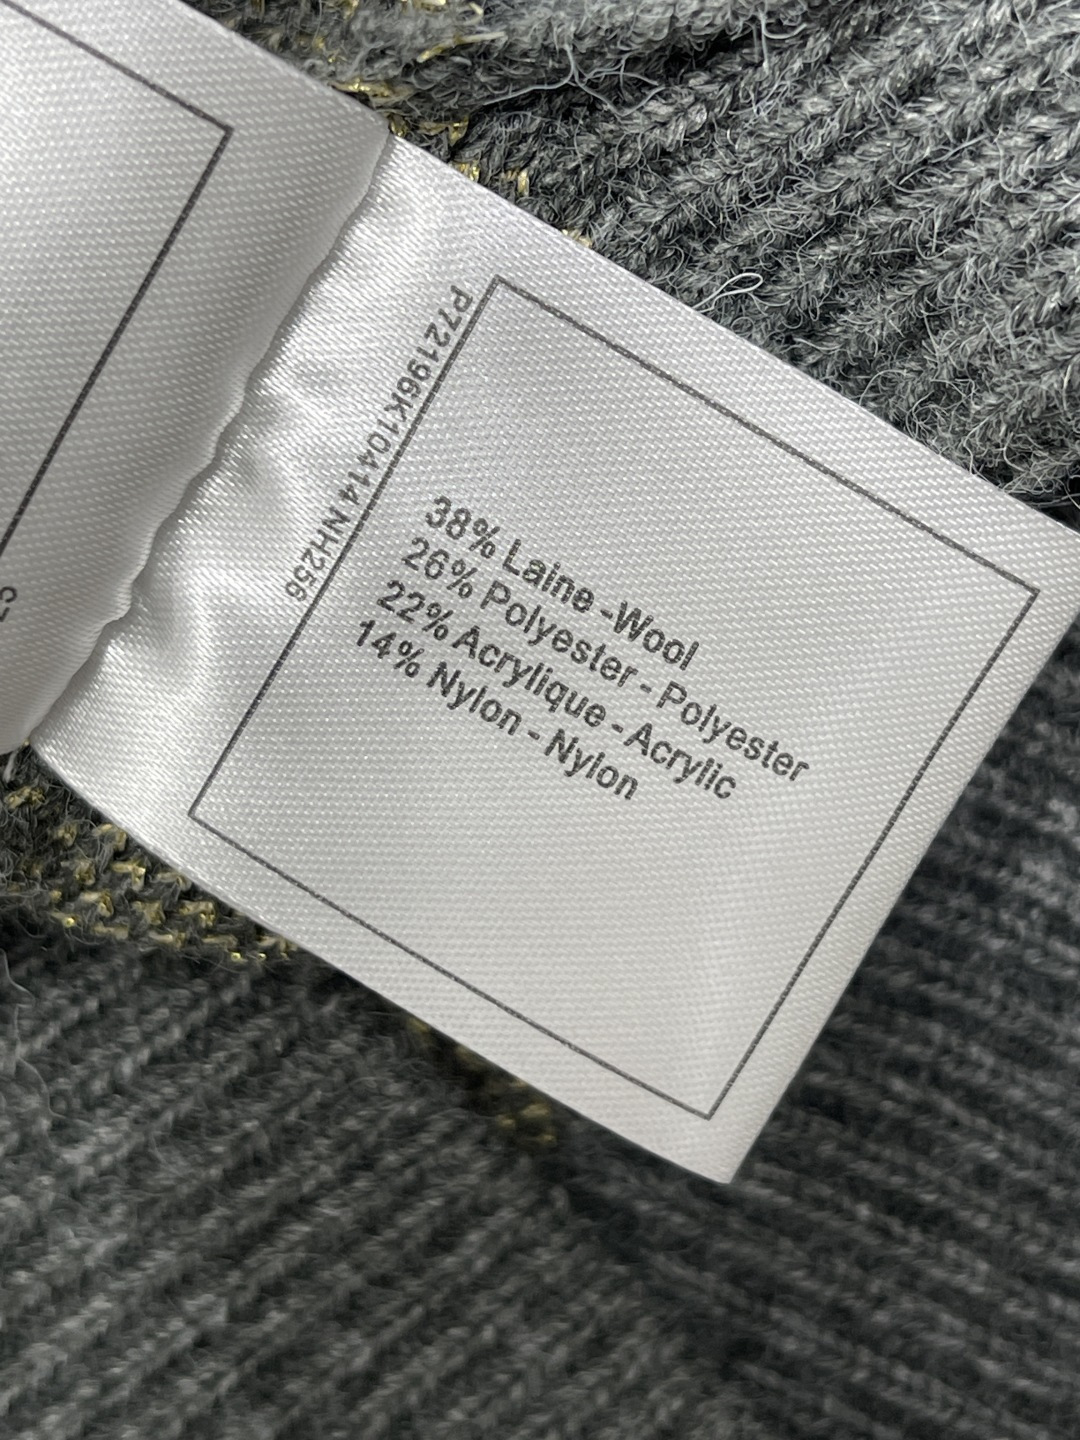 P72196K10414 NH256
38% Laine -Wool
26% Polyester - Polyester
22% Acrylique - Acrylic
14% Nylon - Nylon